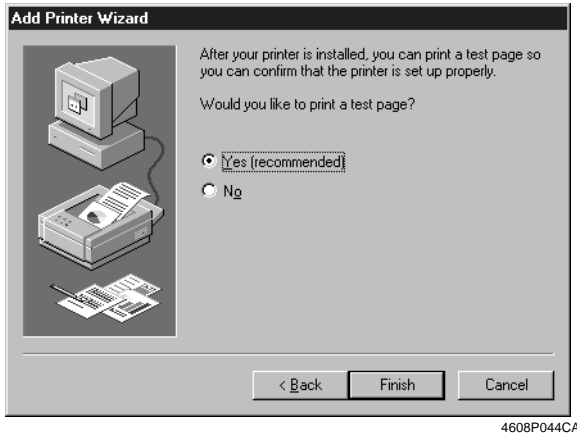 Add Printer Wizard
After your printer is installed, you can print a test page so
you can confirm that the printer is set up properly.
Would you like to print a test page?
Yes (recommended)
No
< Back
Finish
Cancel
4608P044CA